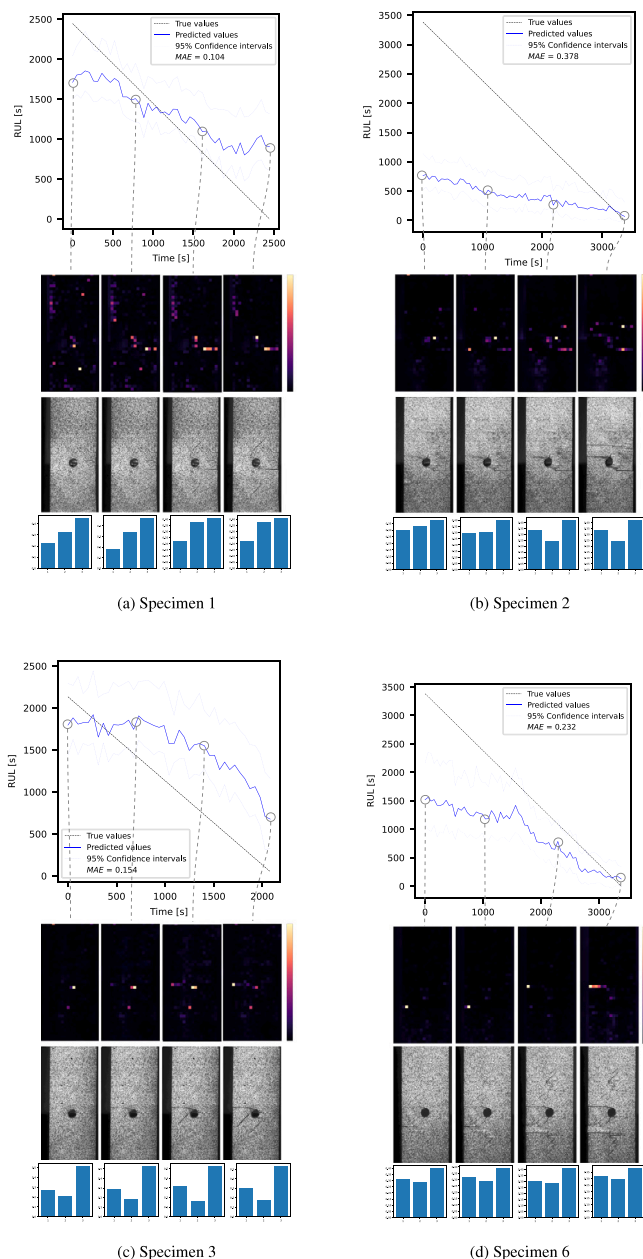 2500
2000
1500
1000
500
0
RUL [s]
True values
Predicted values
95% Confidence intervals
MAE = 0.104
0 500 1000 1500 2000 2500
Time [s]
(a) Specimen 1
3500
3000
2500
2000
1500
1000
500
0
RUL [s]
True values
Predicted values
95% Confidence intervals
MAE = 0.378
0 1000 2000 3000
Time [s]
(b) Specimen 2
2500
2000
1500
1000
500
0
RUL [s]
True values
Predicted values
95% Confidence intervals
MAE = 0.154
0 500 1000 1500 2000
Time [s]
(c) Specimen 3
3500
3000
2500
2000
1500
1000
500
0
RUL [s]
True values
Predicted values
95% Confidence intervals
MAE = 0.232
0 1000 2000 3000
Time [s]
(d) Specimen 6